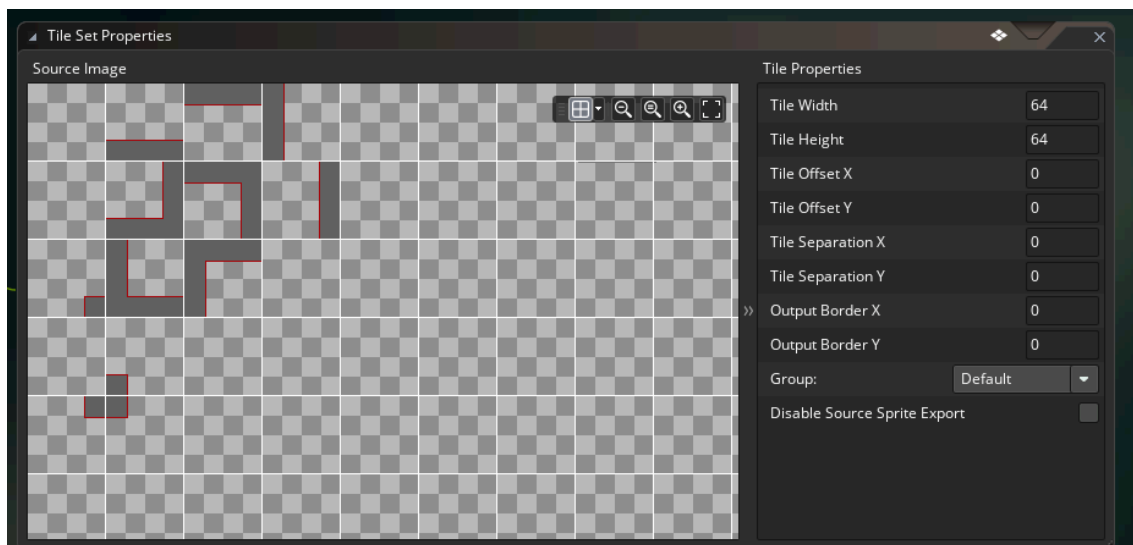 Tile Set Properties
Source Image
Tile Properties
Tile Width 64
Tile Height 64
Tile Offset X 0
Tile Offset Y 0
Tile Separation X 0
Tile Separation Y 0
Output Border X 0
Output Border Y 0
Group: Default
Disable Source Sprite Export